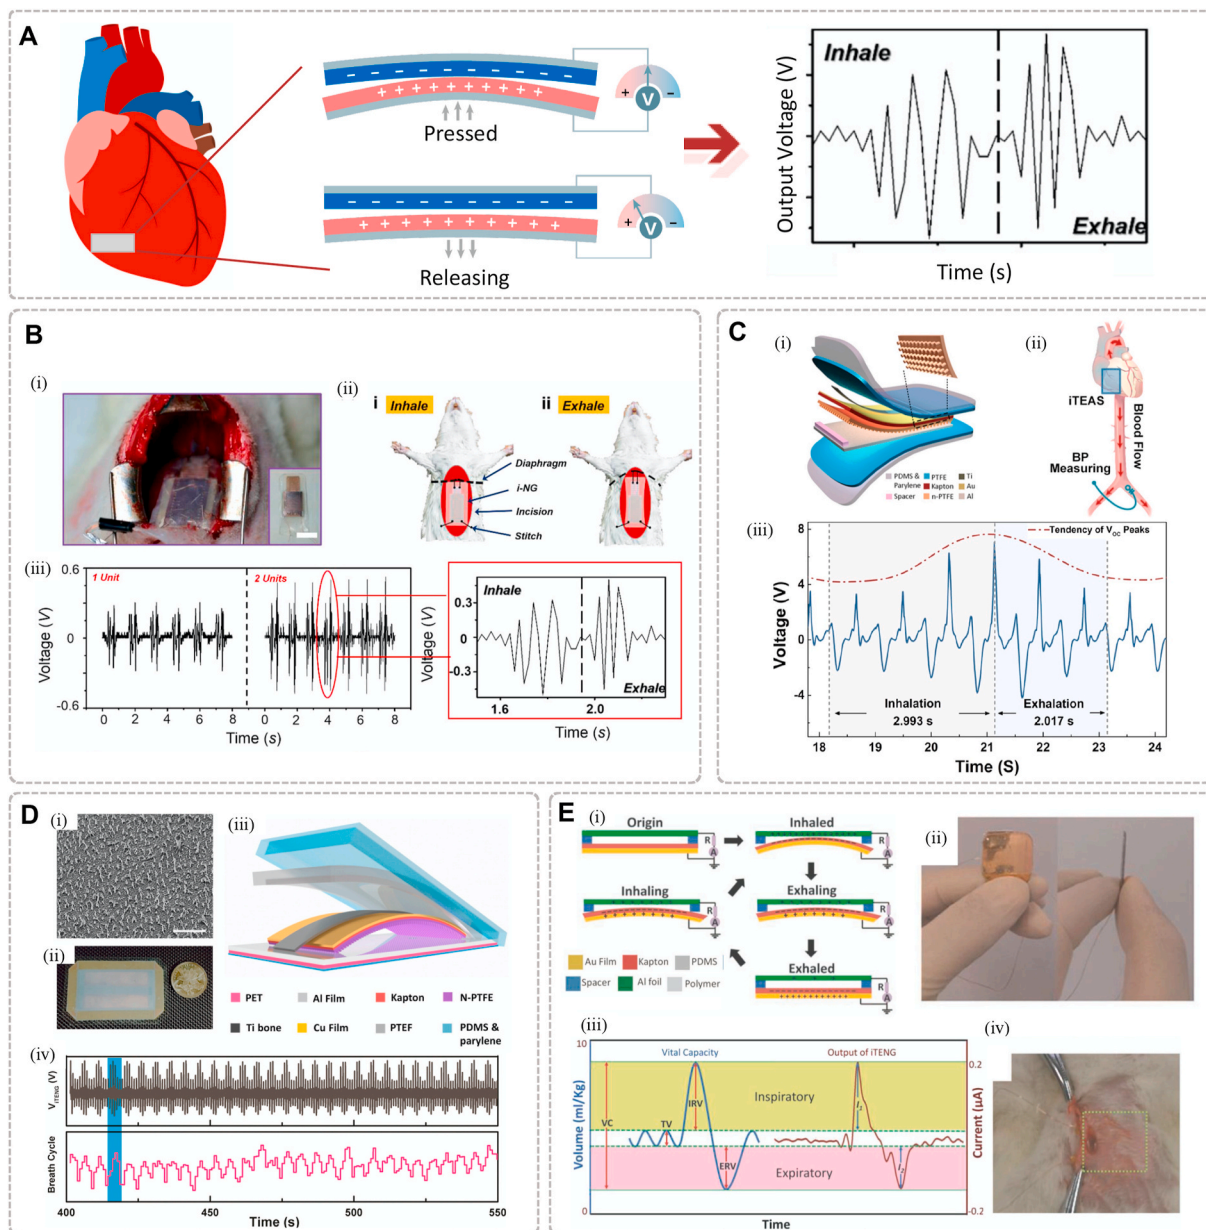 A
− − − − − − − − −
+ + + + + + + + + +
+ V −
Pressed
− − − − − − − − −
+ + + + + + + + + +
+ V −
Releasing
Output Voltage (V)
Inhale
Exhale
Time (s)
B
(i)
(ii)
i Inhale
ii Exhale
Diaphragm
i-NG
Incision
Stitch
(iii)
Voltage (V)
0.6
0
-0.6
1 Unit
2 Units
0 2 4 6 8 0 2 4 6 8
Time (s)
Voltage (V)
0.3
0
-0.3
Inhale
Exhale
1.6 2.0
Time (s)
C
(i)
PDMS & Parylene
PTFE
Ti
Kapton
Au
Spacer
n-PTFE
Al
(ii)
iTEAS
Blood Flow
BP
Measuring
(iii)
Voltage (V)
8
4
0
-4
Tendency of VOC Peaks
Inhalation
2.993 s
Exhalation
2.017 s
18 19 20 21 22 23 24
Time (S)
D
(i)
(ii)
(iii)
PET
Al Film
Kapton
N-PTFE
Ti bone
Cu Film
PTEF
PDMS &
parylene
(iv)
ViTENG (V)
Breath Cycle
400 450 500 550
Time (s)
E
(i)
Origin
R
A
Inhaled
R
A
Inhaling
R
A
Exhaling
R
A
Exhaled
R
A
Au Film
Kapton
PDMS
Spacer
Al foil
Polymer
(ii)
(iii)
Volume (ml/Kg)
10
0
Vital Capacity
Output of iTENG
VC
TV
IRV
ERV
Inspiratory
Expiratory
I1
I2
0.2
-0.2
Current (μA)
Time
(iv)